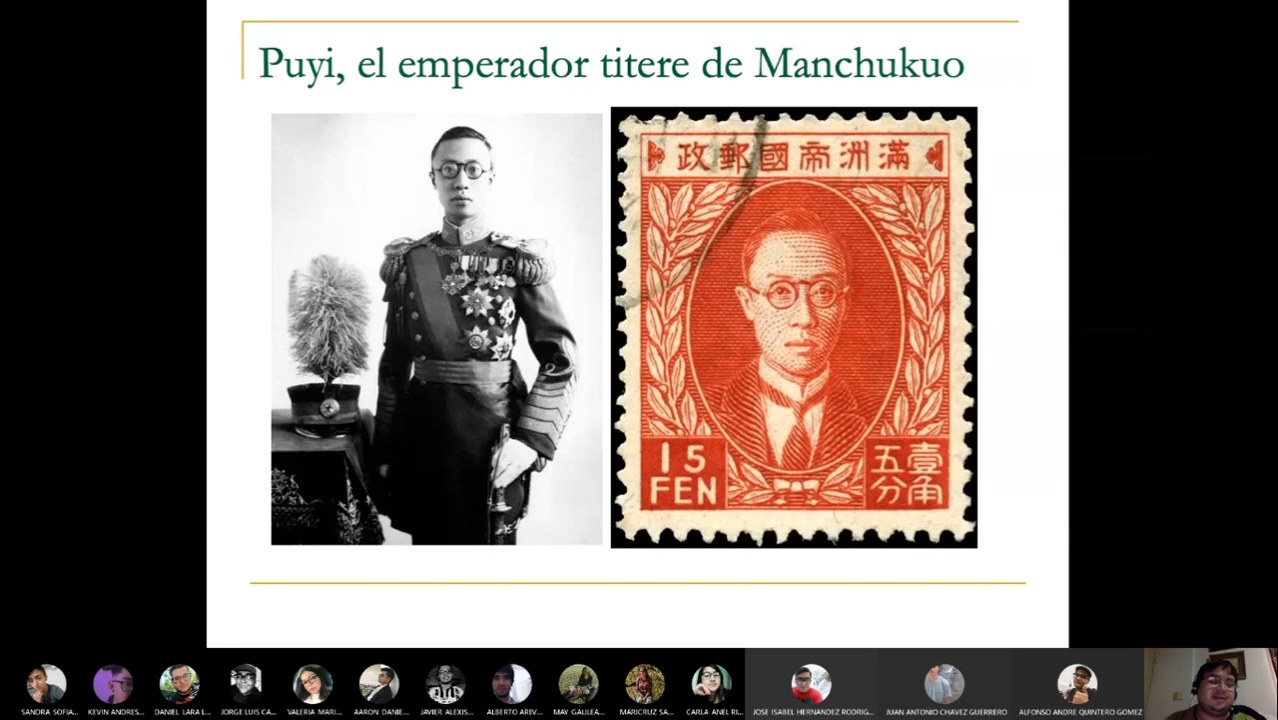 Puyi, el emperador titere de Manchukuo
政郵國帝洲滿
15
FEN
五壹
分角
SANDRA SOFIA...
KEVIN ANDRES...
DANIEL LARA L...
JORGE LUIS CA...
VALERIA MARI...
AARON DANIE...
JAVIER ALEXIS...
ALBERTO AREV...
MAY GALILEA...
MARICRUZ SA...
CARLA ANEL RI...
JOSE ISABEL HERNANDEZ RODRIG...
JUAN ANTONIO CHAVEZ GUERRERO
ALFONSO ANDRE QUINTERO GOMEZ